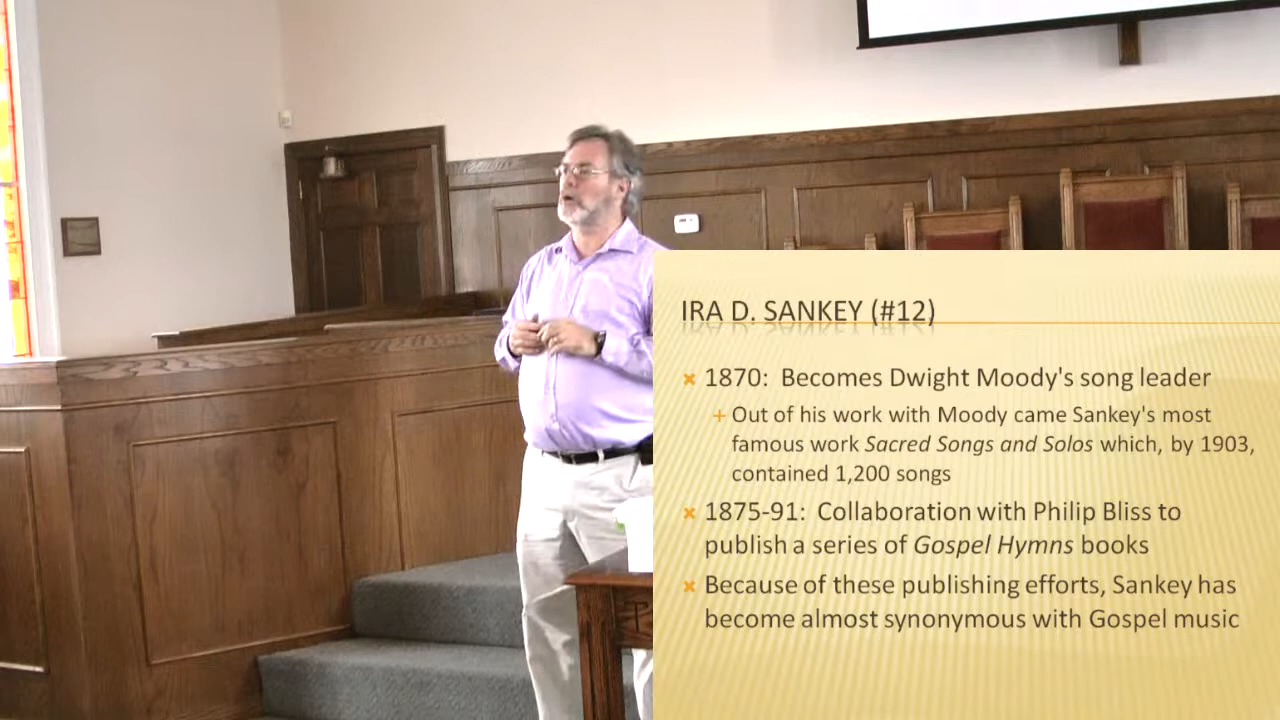 IRA D. SANKEY (#12)
1870: Becomes Dwight Moody's song leader
Out of his work with Moody came Sankey's most
famous work Sacred Songs and Solos which, by 1903,
contained 1,200 songs
1875-91: Collaboration with Philip Bliss to
publish a series of Gospel Hymns books
Because of these publishing efforts, Sankey has
become almost synonymous with Gospel music